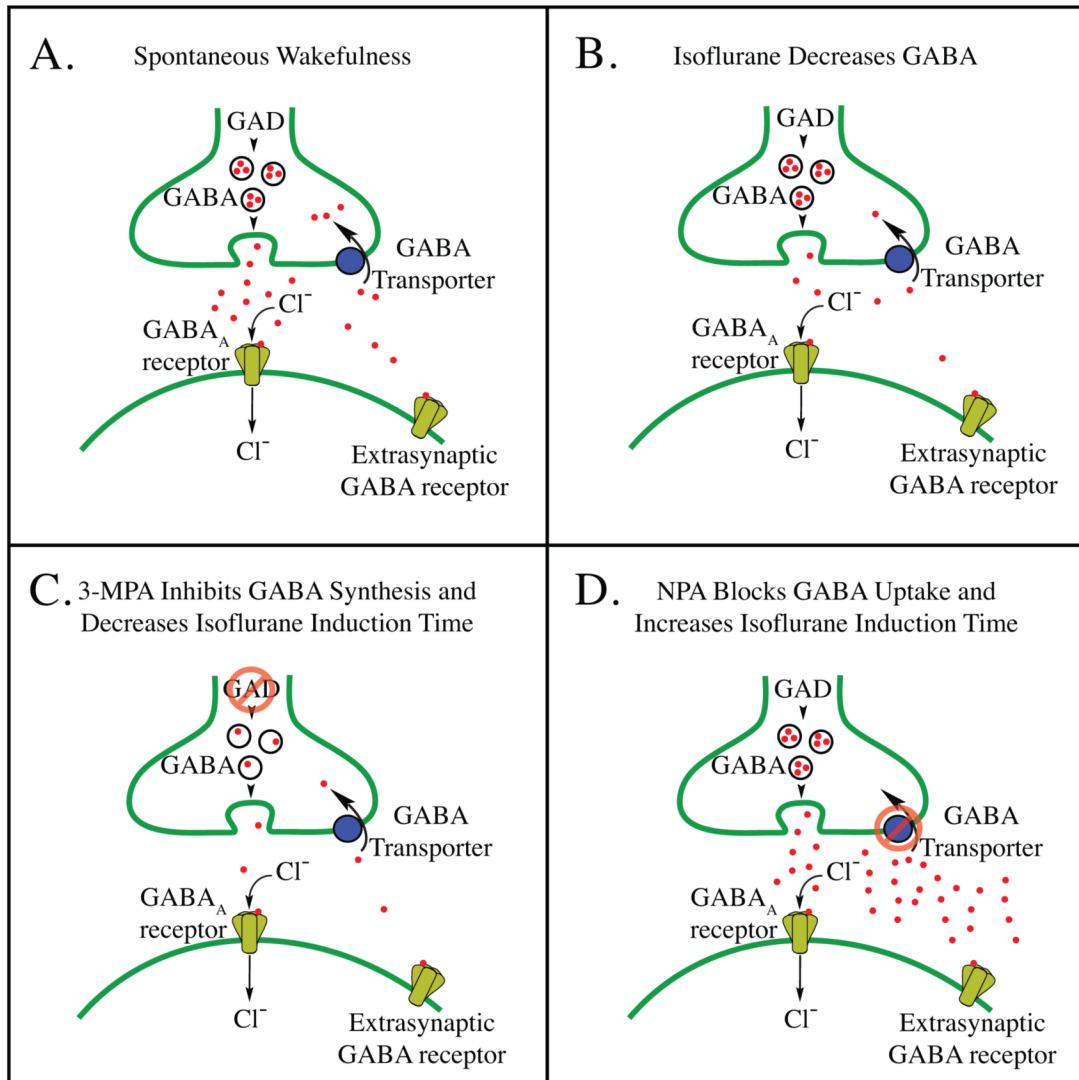 A.
Spontaneous Wakefulness
GAD
GABA
GABA
Transporter
Cl⁻
GABA_A
receptor
Cl⁻
Extrasynaptic
GABA receptor
B.
Isoflurane Decreases GABA
GAD
GABA
GABA
Transporter
Cl⁻
GABA_A
receptor
Cl⁻
Extrasynaptic
GABA receptor
C.
3-MPA Inhibits GABA Synthesis and
Decreases Isoflurane Induction Time
GAD
GABA
GABA
Transporter
Cl⁻
GABA_A
receptor
Cl⁻
Extrasynaptic
GABA receptor
D.
NPA Blocks GABA Uptake and
Increases Isoflurane Induction Time
GAD
GABA
GABA
Transporter
Cl⁻
GABA_A
receptor
Cl⁻
Extrasynaptic
GABA receptor